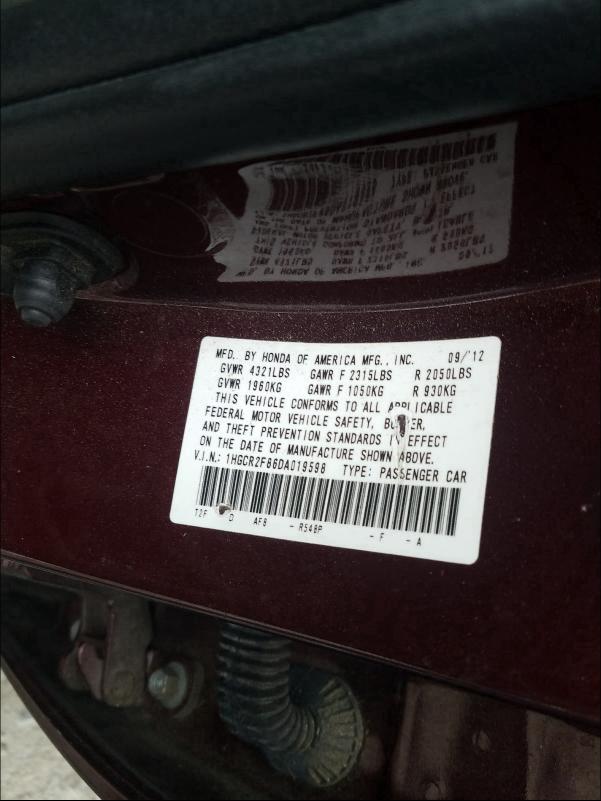 MFD. BY HONDA OF AMERICA MFG., INC. 09/12
GVWR 4321LBS GAWR F 2315LBS R 2050LBS
GVWR 1960KG GAWR F 1050KG R 930KG
THIS VEHICLE CONFORMS TO ALL APPLICABLE
FEDERAL MOTOR VEHICLE SAFETY, BUMPER,
AND THEFT PREVENTION STANDARDS IN EFFECT
ON THE DATE OF MANUFACTURE SHOWN ABOVE.
V.I.N.: 1HGCR2F86DA019598 TYPE: PASSENGER CAR
T2F D AF8 - R548P - F - A